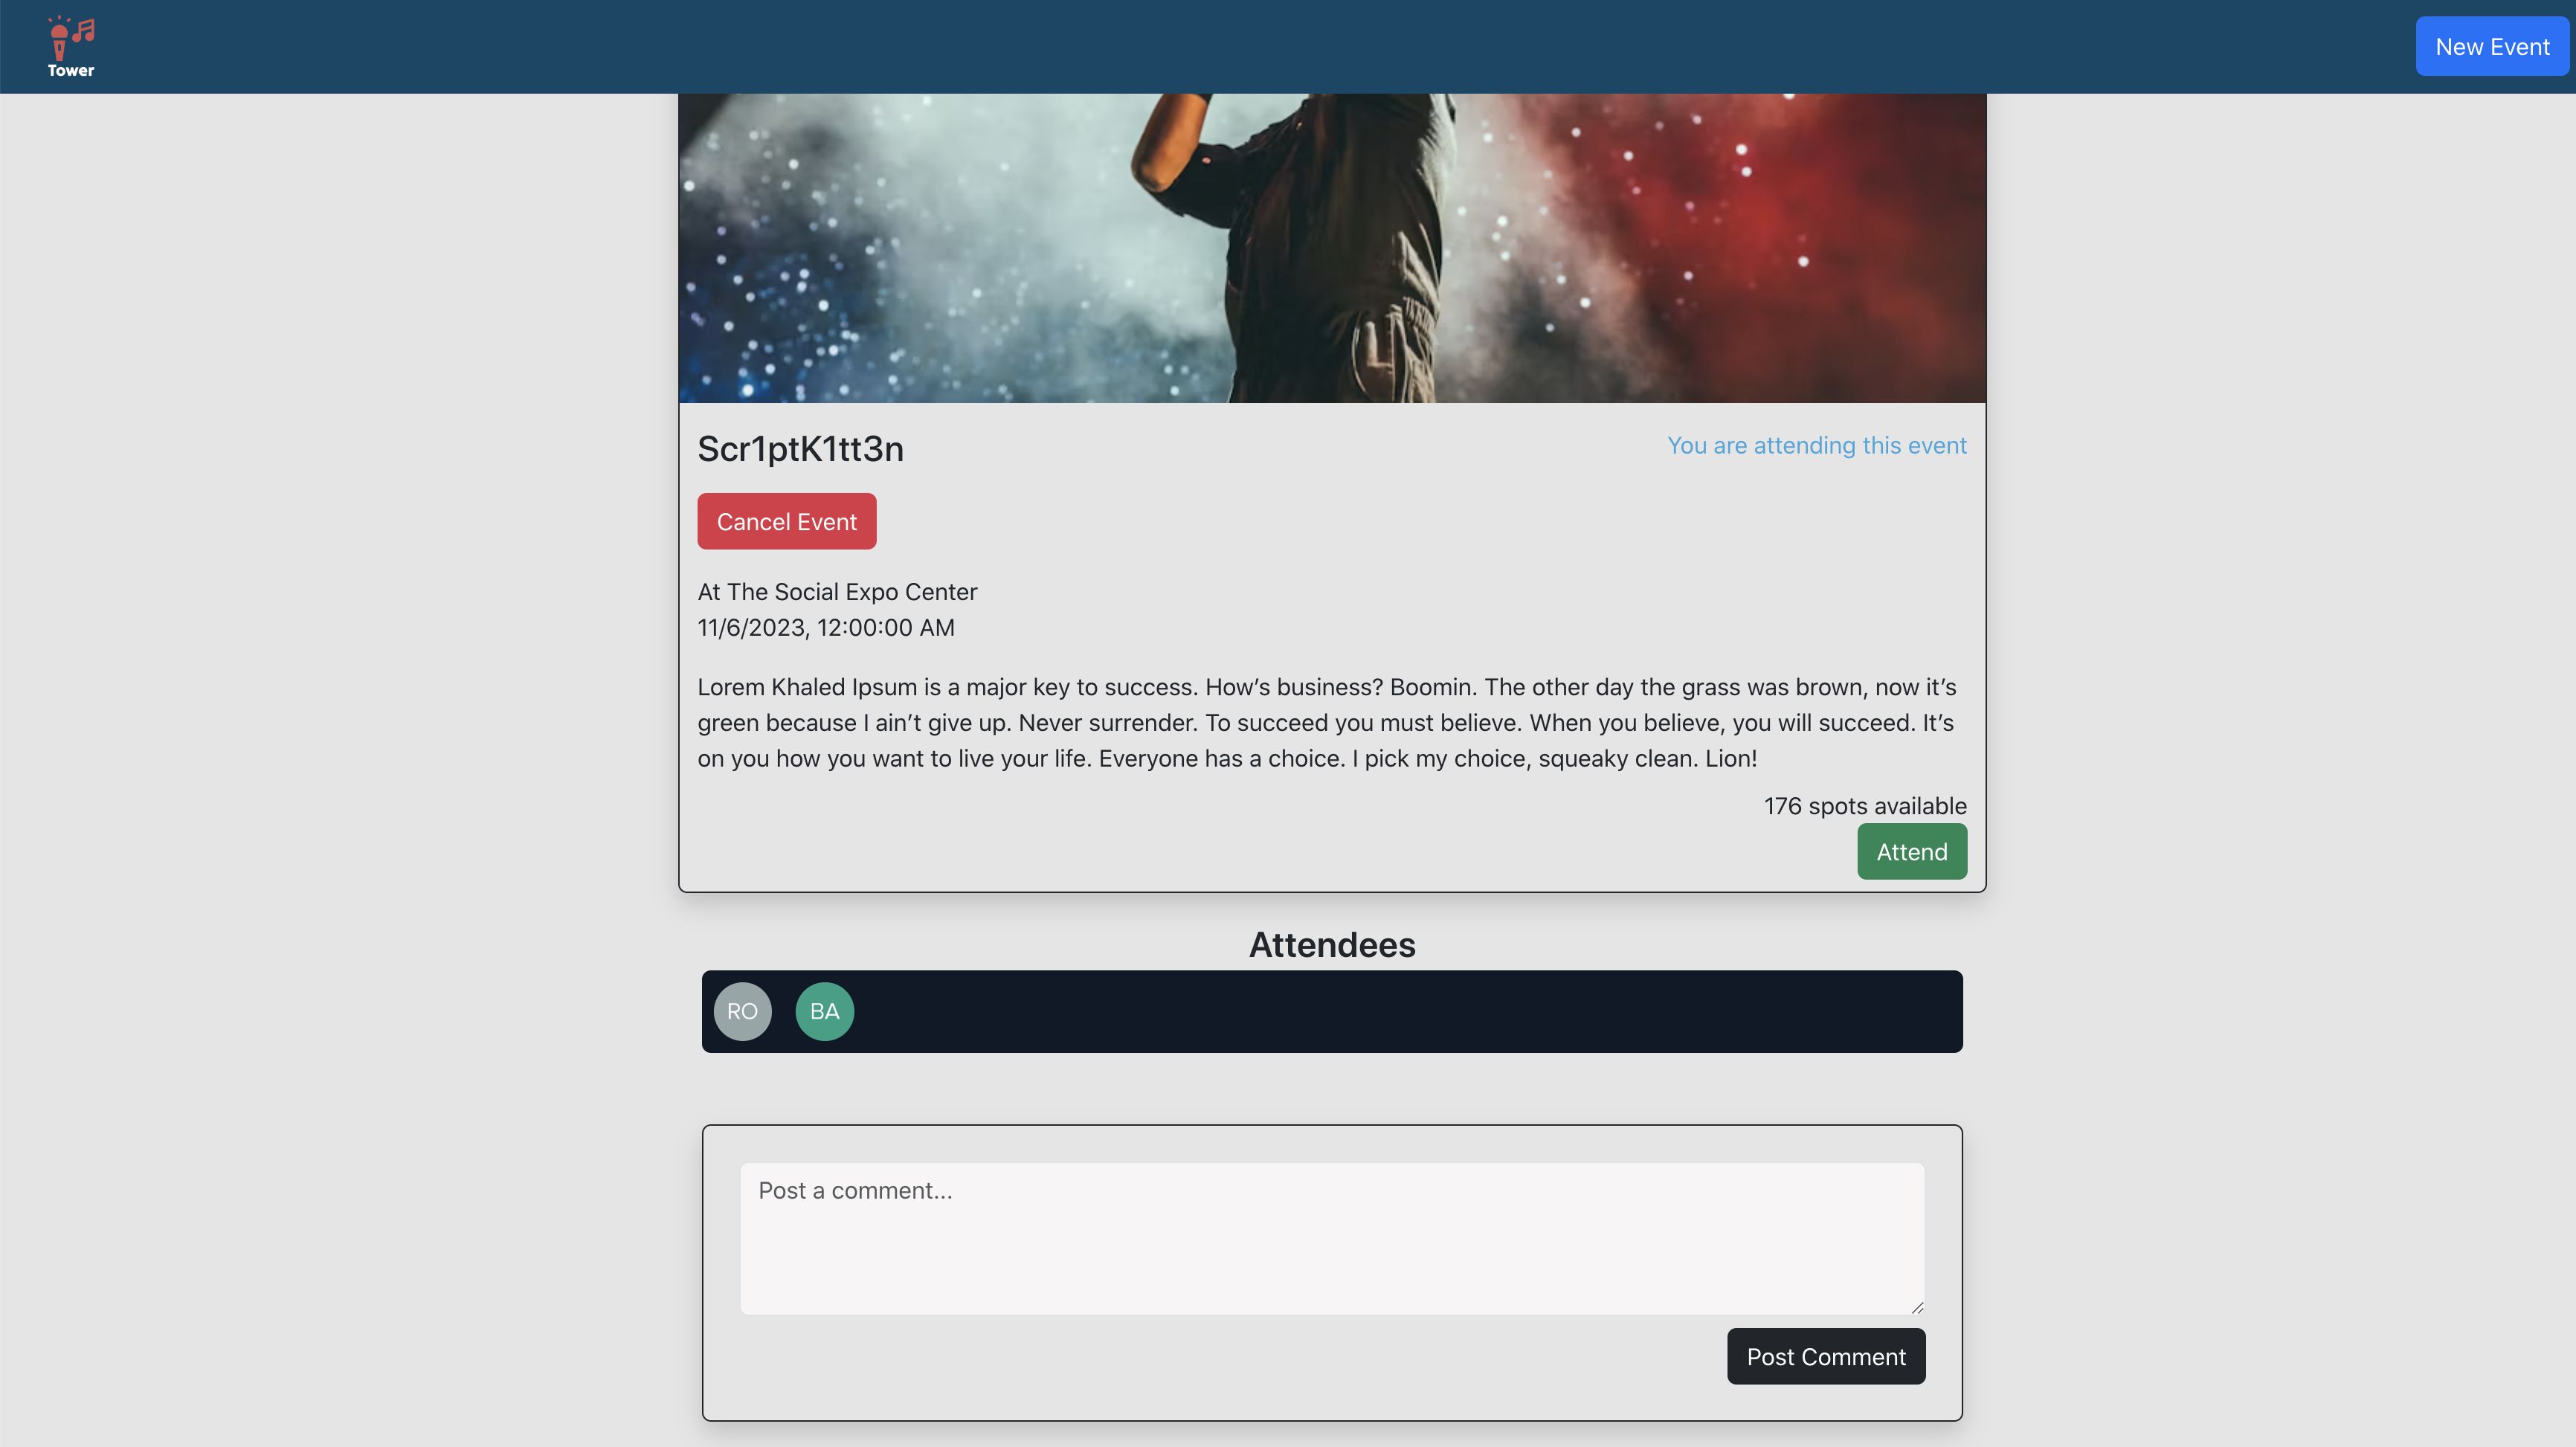 Tower
New Event
Scr1ptK1tt3n
You are attending this event
Cancel Event
At The Social Expo Center
11/6/2023, 12:00:00 AM
Lorem Khaled Ipsum is a major key to success. How’s business? Boomin. The other day the grass was brown, now it’s
green because I ain’t give up. Never surrender. To succeed you must believe. When you believe, you will succeed. It’s
on you how you want to live your life. Everyone has a choice. I pick my choice, squeaky clean. Lion!
176 spots available
Attend
Attendees
RO
BA
Post a comment...
Post Comment